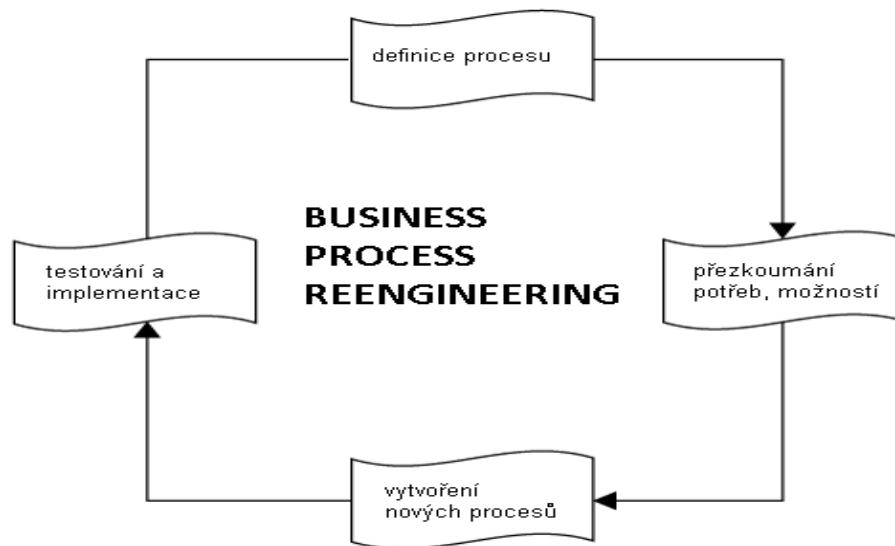 definice procesu
BUSINESS
PROCESS
REENGINEERING
testování a
implementace
přezkoumání
potřeb, možností
vytvoření
nových procesů